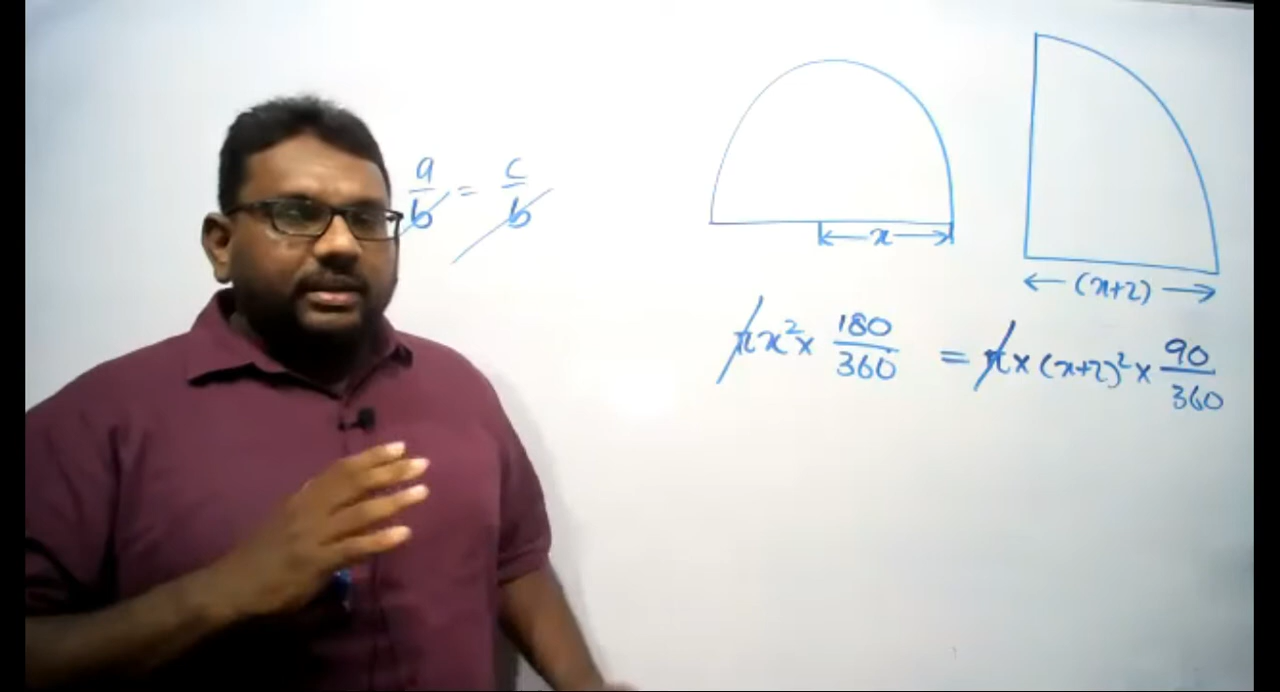 a/b = c/b
x
(x+2)
πx² × 180/360 = π × (x+2)² × 90/360